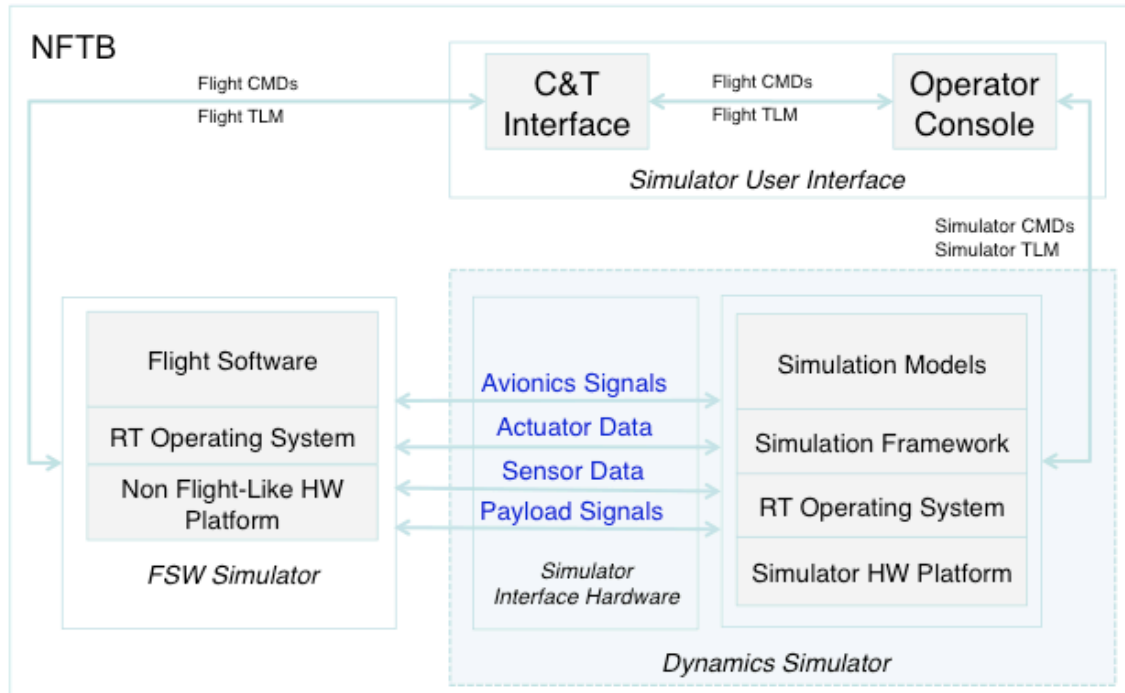 NFTB
Flight CMDs
Flight TLM
C&T
Interface
Flight CMDs
Flight TLM
Operator
Console
Simulator User Interface
Simulator CMDs
Simulator TLM
Flight Software
RT Operating System
Non Flight-Like HW
Platform
FSW Simulator
Avionics Signals
Actuator Data
Sensor Data
Payload Signals
Simulator
Interface Hardware
Simulation Models
Simulation Framework
RT Operating System
Simulator HW Platform
Dynamics Simulator